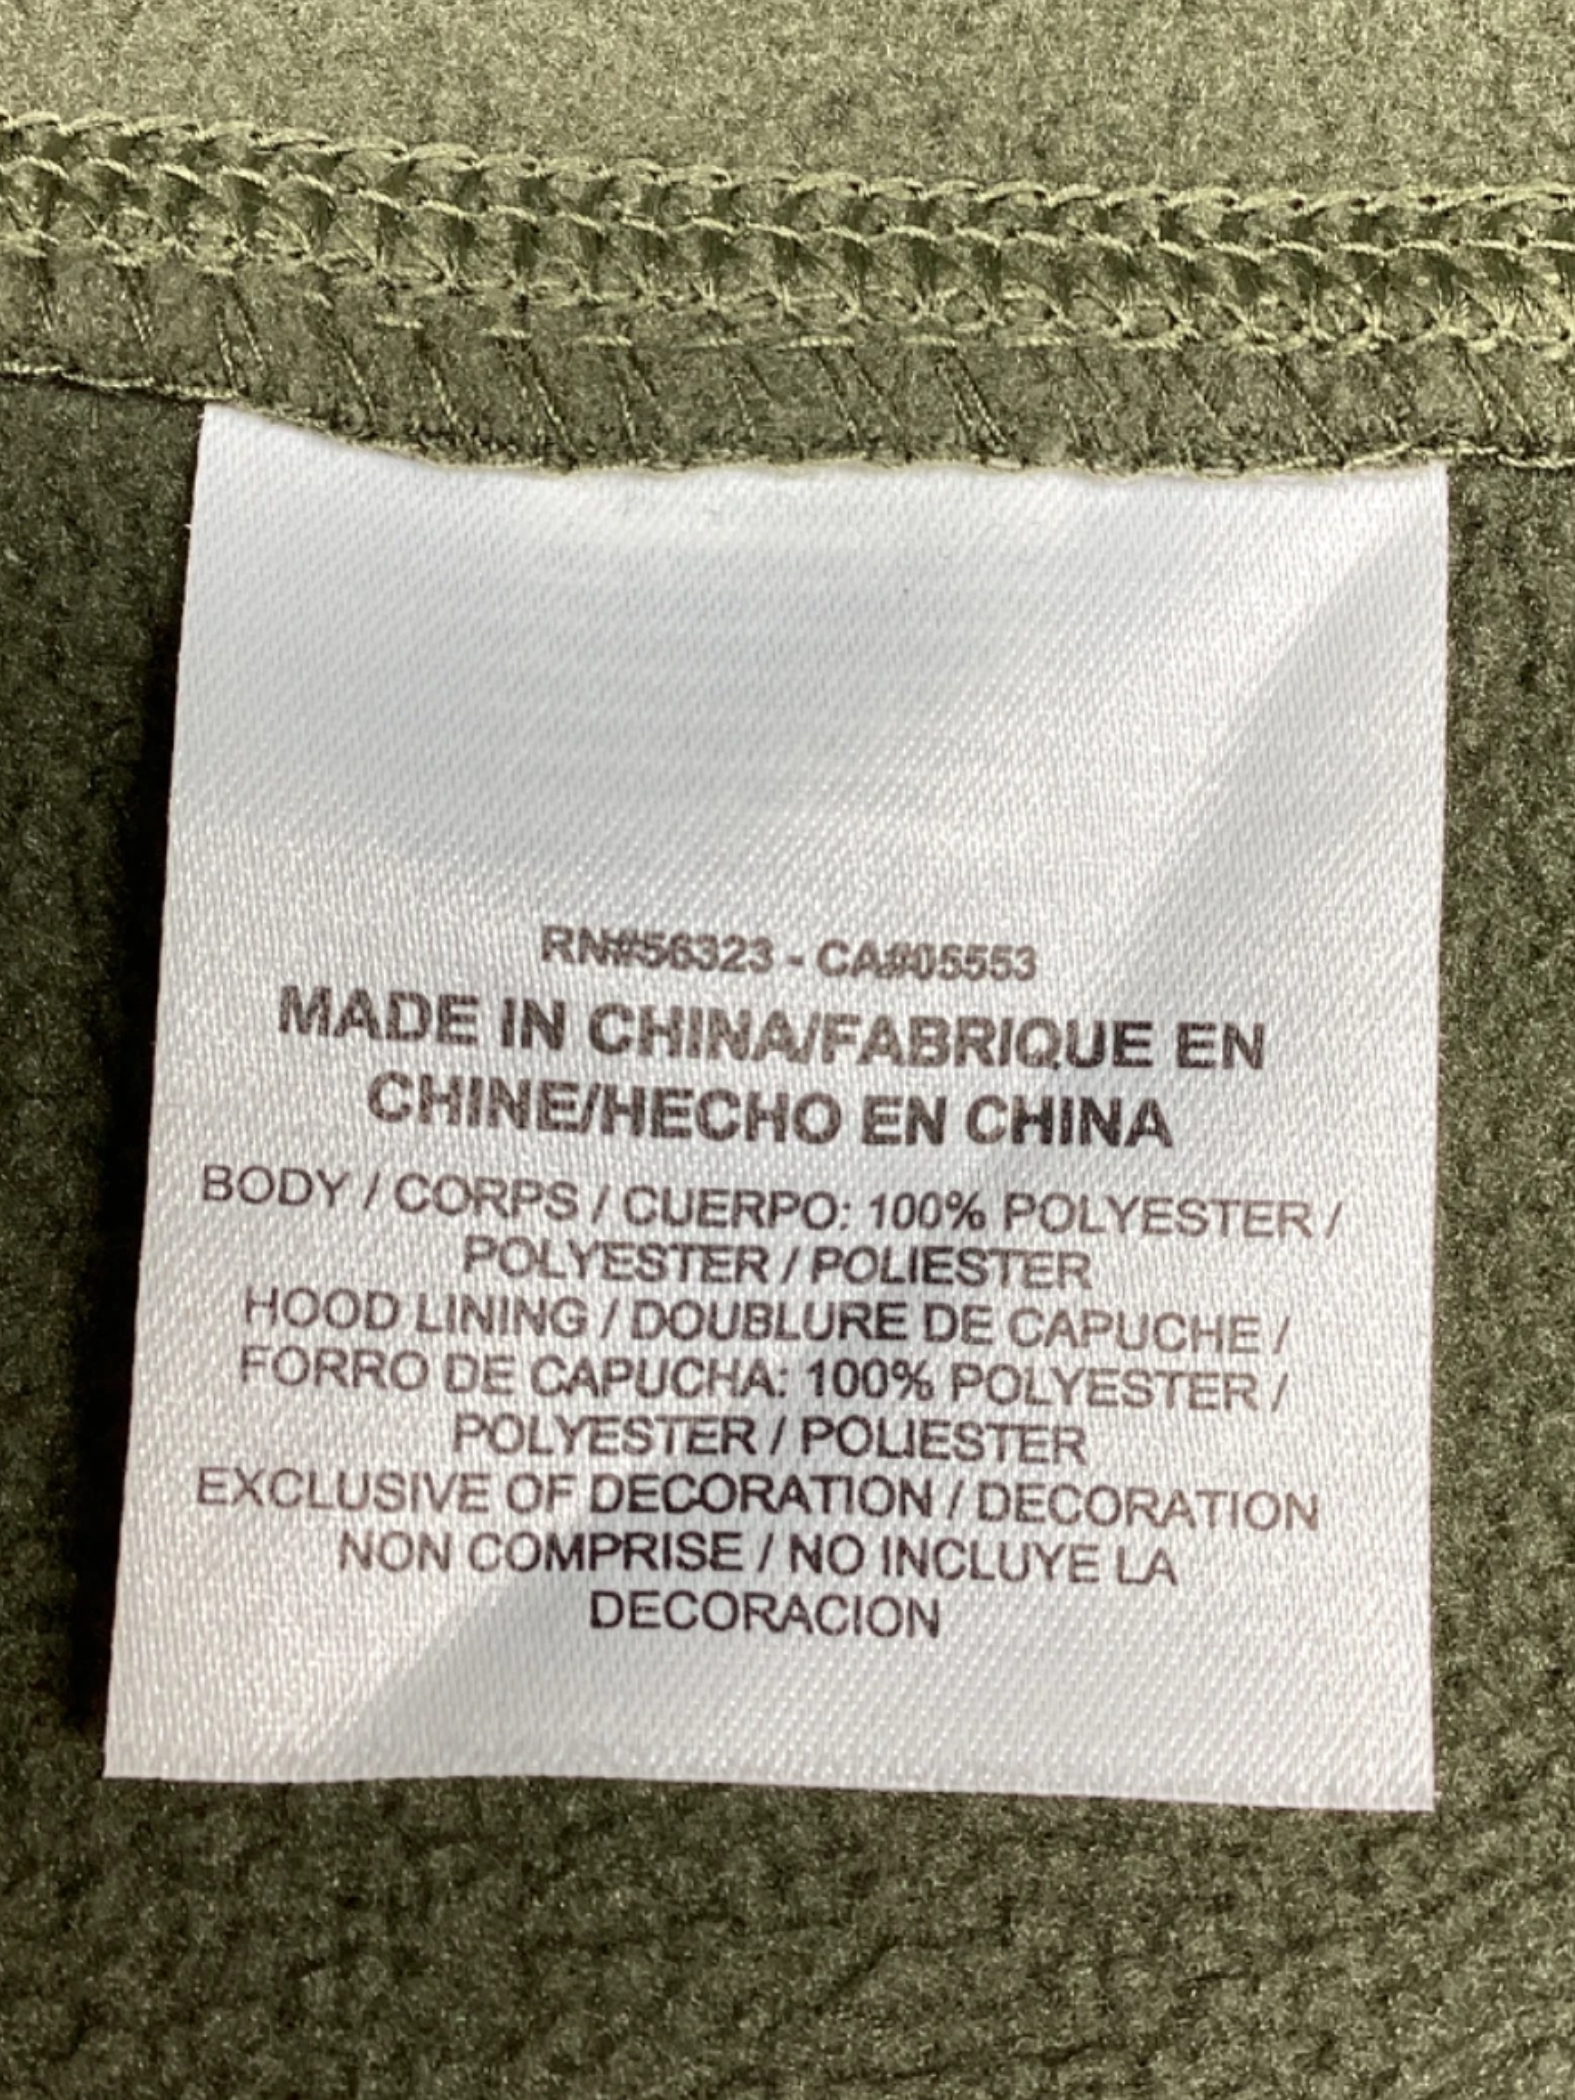 RN#56323 - CA#05553
MADE IN CHINA/FABRIQUE EN
CHINE/HECHO EN CHINA
BODY / CORPS / CUERPO: 100% POLYESTER /
POLYESTER / POLIESTER
HOOD LINING / DOUBLURE DE CAPUCHE /
FORRO DE CAPUCHA: 100% POLYESTER /
POLYESTER / POLIESTER
EXCLUSIVE OF DECORATION / DECORATION
NON COMPRISE / NO INCLUYE LA
DECORACION